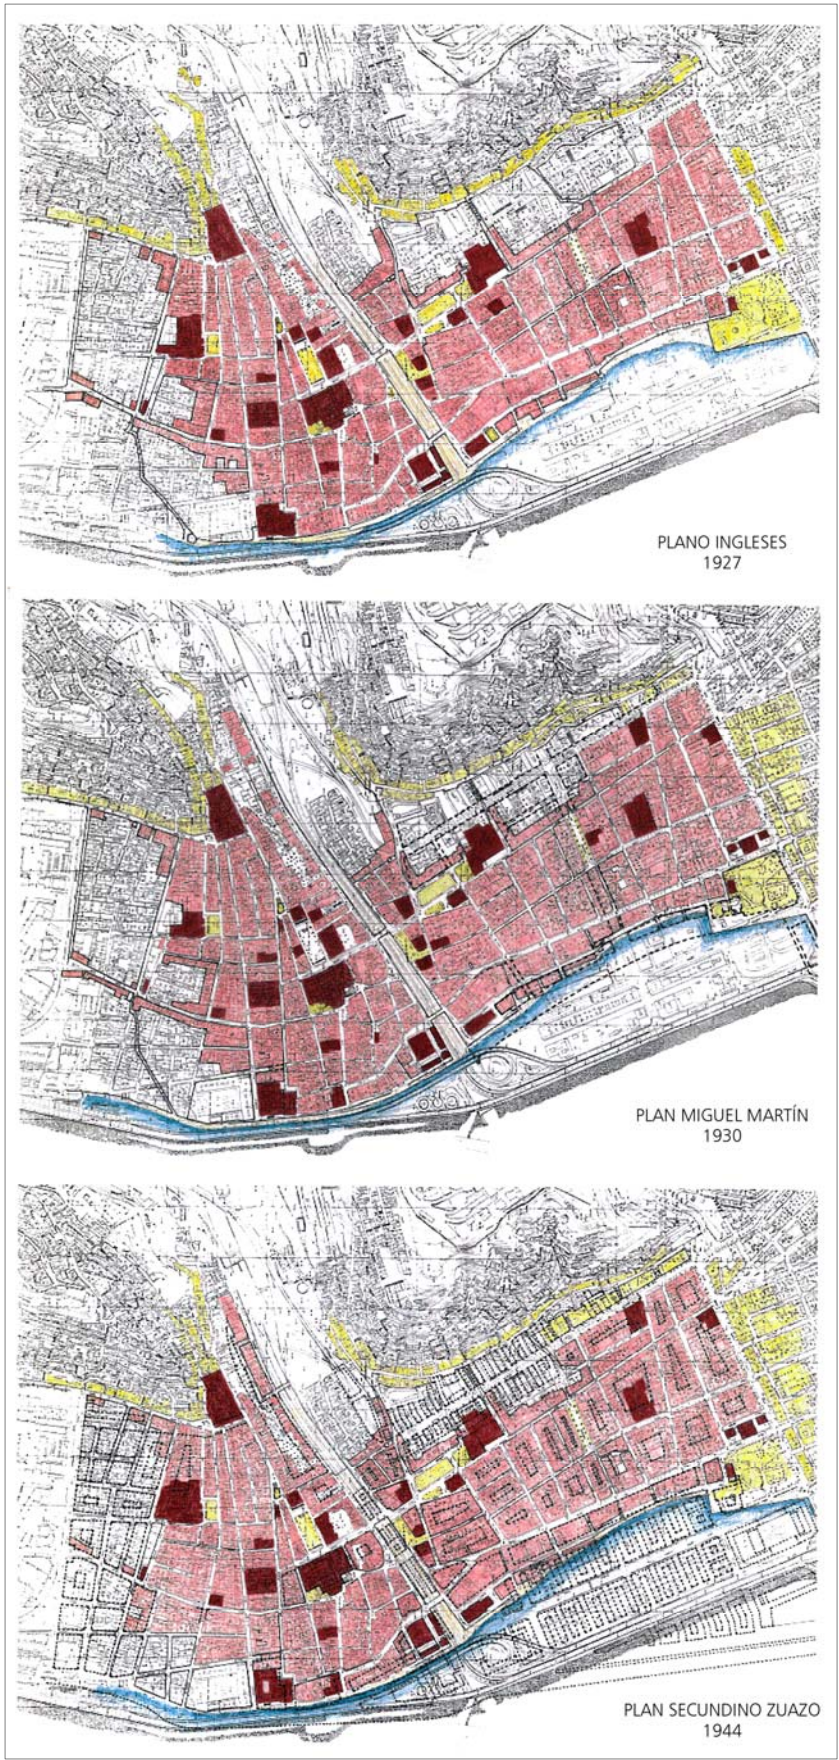 PLANO INGLESES
1927
PLAN MIGUEL MARTÍN
1930
PLAN SECUNDINO ZUAZO
1944